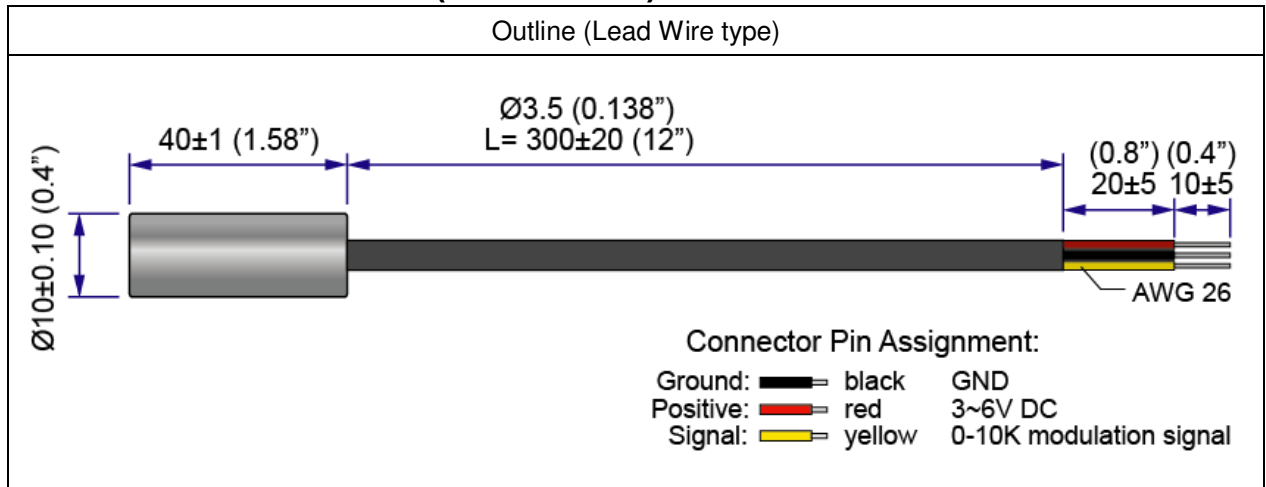 Outline (Lead Wire type)
Ø3.5 (0.138”)
40±1 (1.58”)
L= 300±20 (12”)
(0.8”) (0.4”)
20±5 10±5
Ø10±0.10 (0.4”)
AWG 26
Connector Pin Assignment:
Ground: black GND
Positive: red 3~6V DC
Signal: yellow 0-10K modulation signal